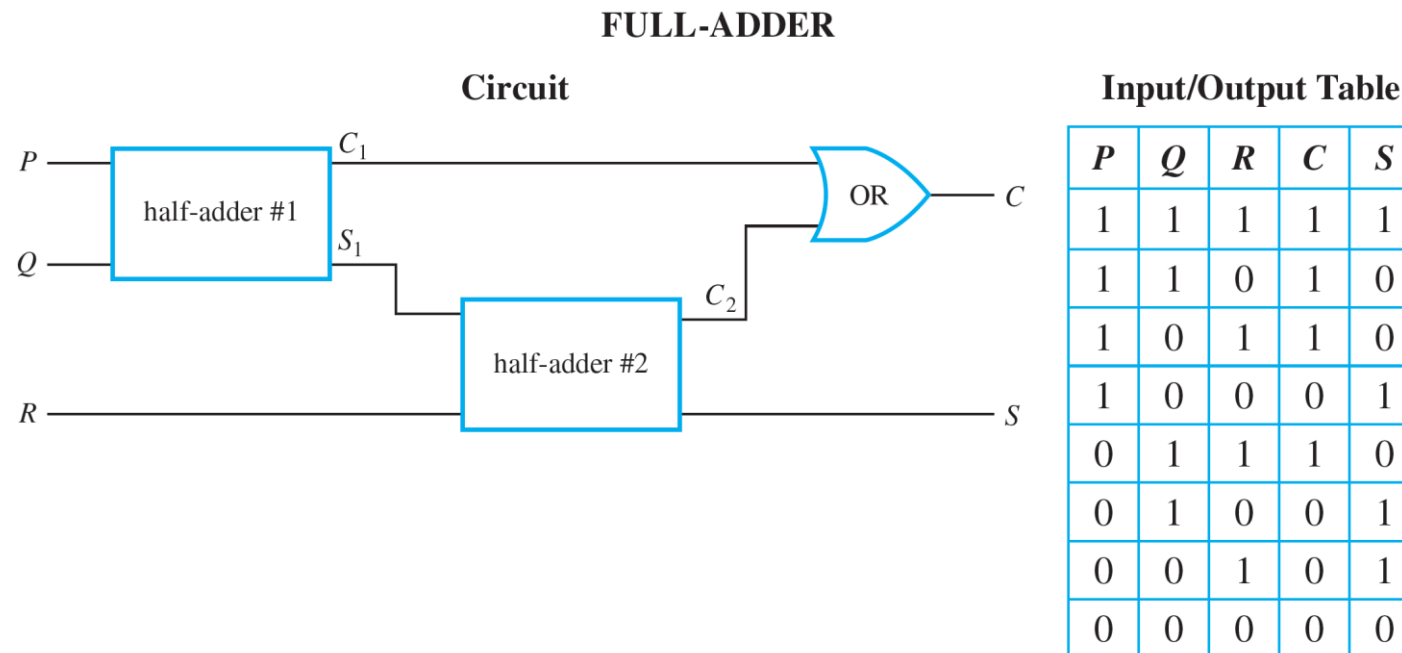 FULL-ADDER
Circuit
P
C₁
half-adder #1
Q
S₁
OR
C
C₂
half-adder #2
R
S
Input/Output Table
P Q R C S
1 1 1 1 1
1 1 0 1 0
1 0 1 1 0
1 0 0 0 1
0 1 1 1 0
0 1 0 0 1
0 0 1 0 1
0 0 0 0 0